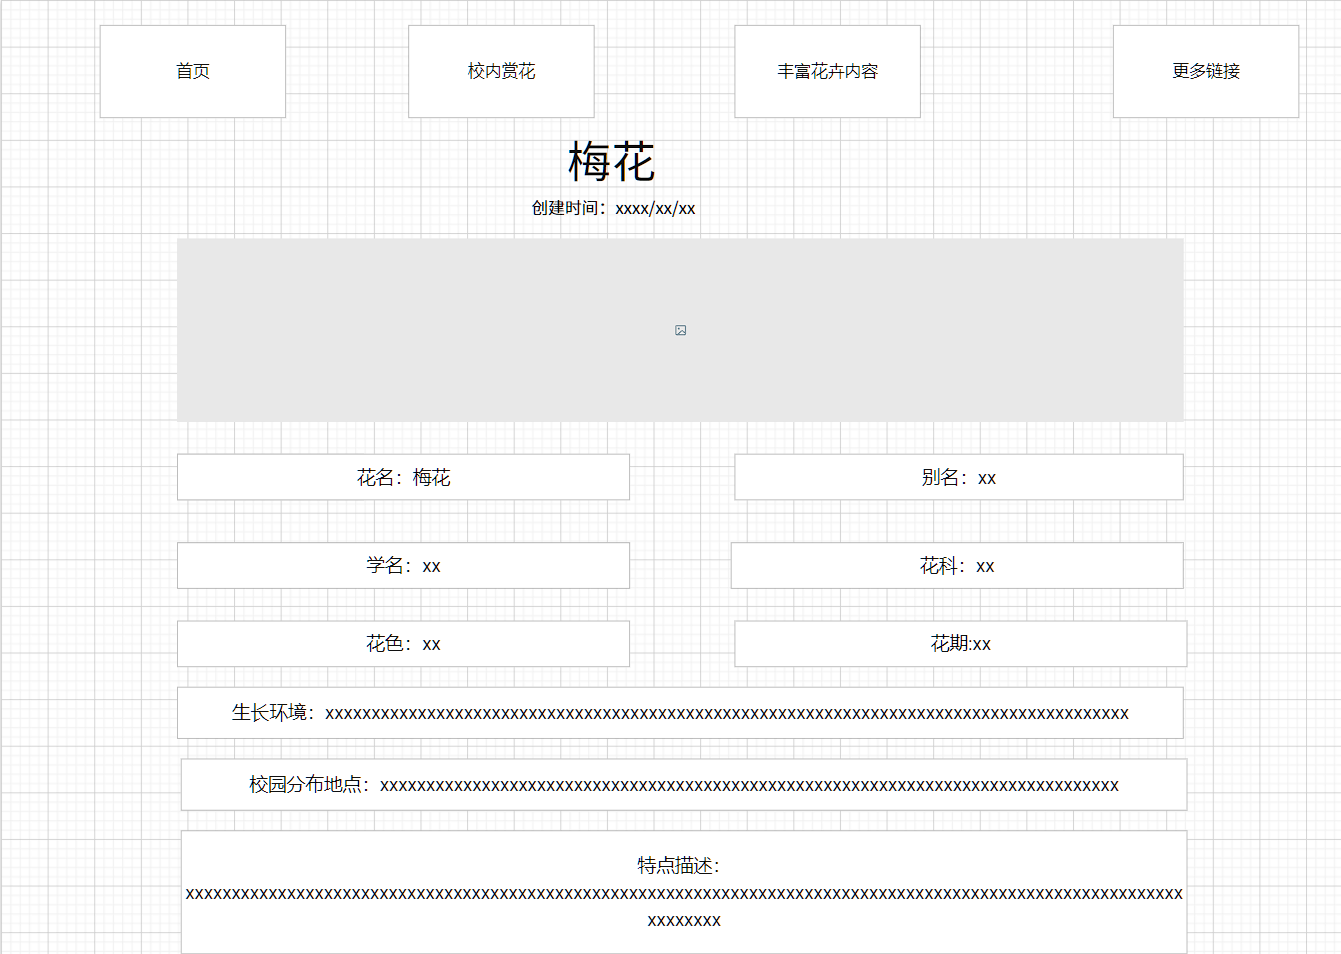 首页 校内赏花 丰富花卉内容 更多链接
梅花
创建时间：xxxx/xx/xx
花名：梅花 别名：xx
学名：xx 花科：xx
花色：xx 花期:xx
生长环境：xxxxxxxxxxxxxxxxxxxxxxxxxxxxxxxxxxxxxxxxxxxxxxxxxxxxxxxxxxxxxxxxxxxxxxxxxxxxxxxxxxxxxxx
校园分布地点：xxxxxxxxxxxxxxxxxxxxxxxxxxxxxxxxxxxxxxxxxxxxxxxxxxxxxxxxxxxxxxxxxxxxxxxxxxxxxxxx
特点描述：
xxxxxxxxxxxxxxxxxxxxxxxxxxxxxxxxxxxxxxxxxxxxxxxxxxxxxxxxxxxxxxxxxxxxxxxxxxxxxxxxxxxxxxxxxxxxxxxxxxxxxxxxxxxx
xxxxxxxx